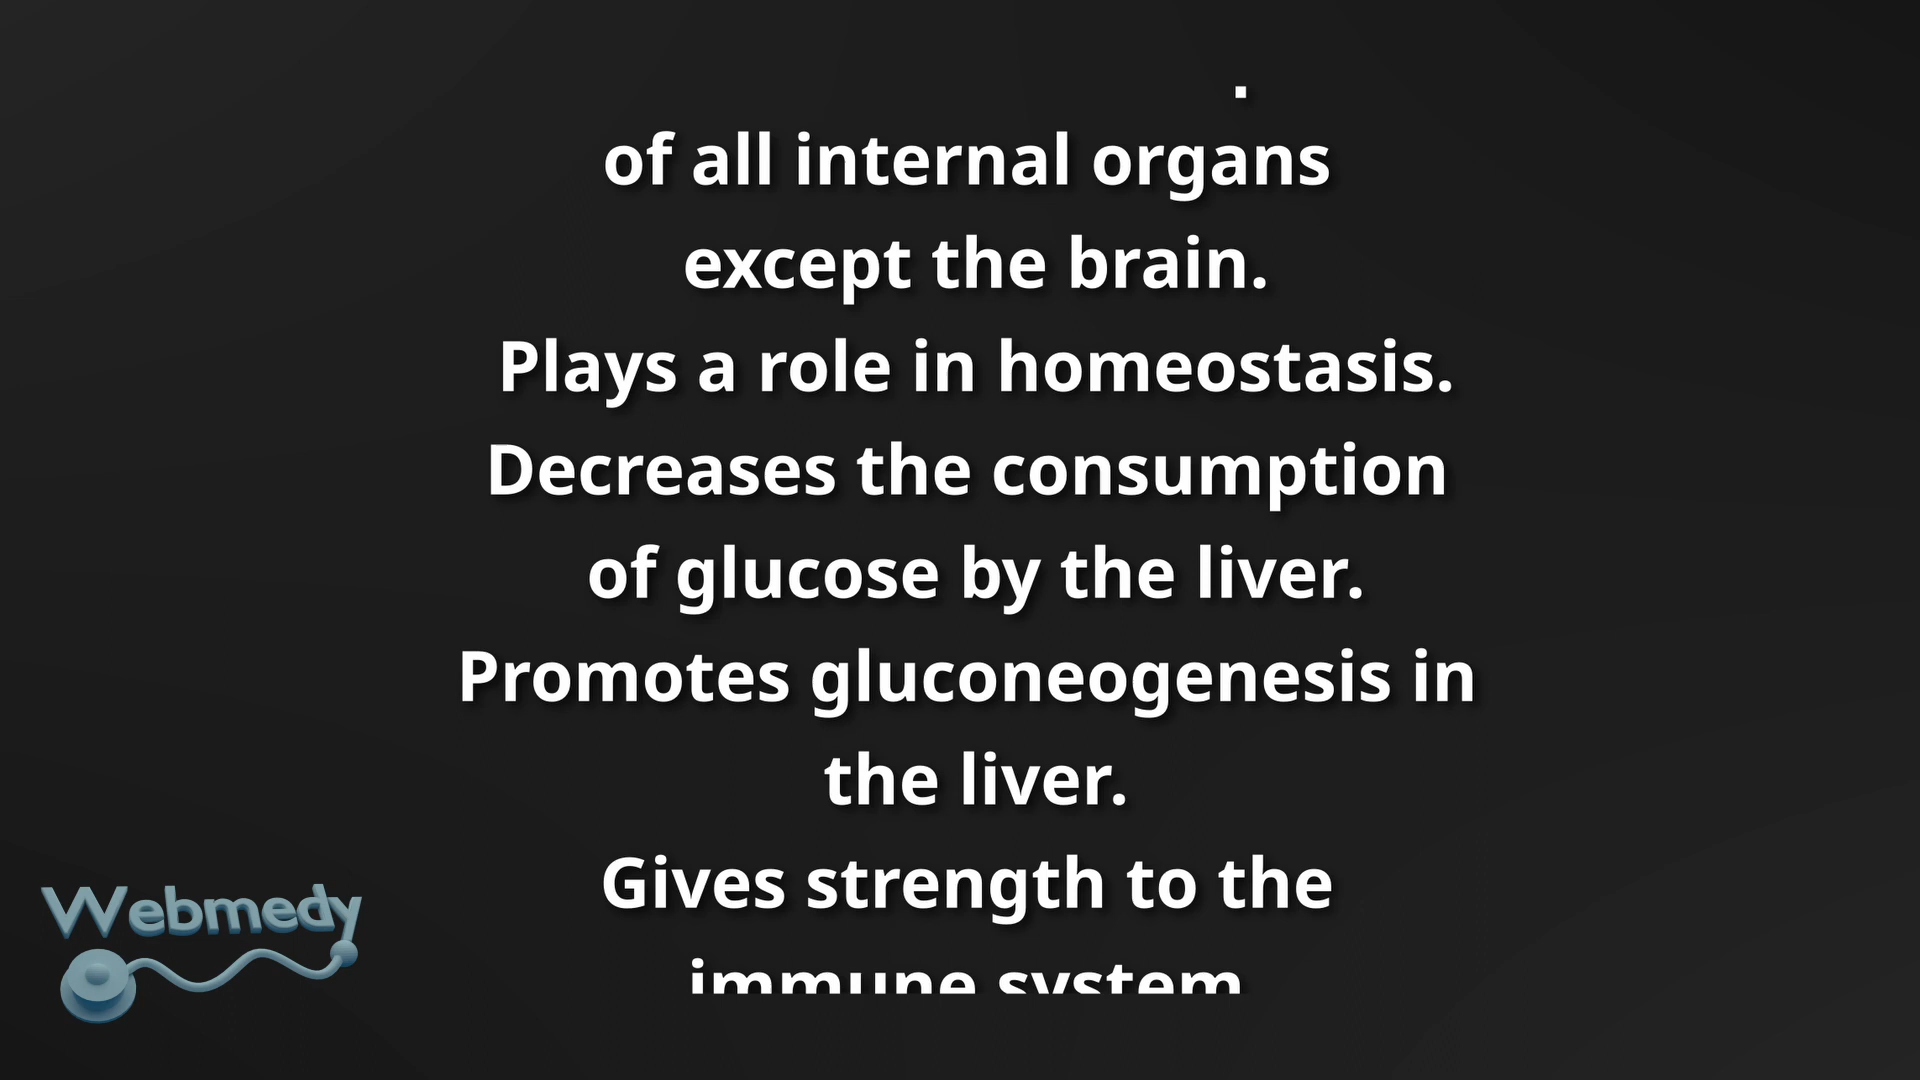 of all internal organs
except the brain.
Plays a role in homeostasis.
Decreases the consumption
of glucose by the liver.
Promotes gluconeogenesis in
the liver.
Gives strength to the
immune system
Webmedy